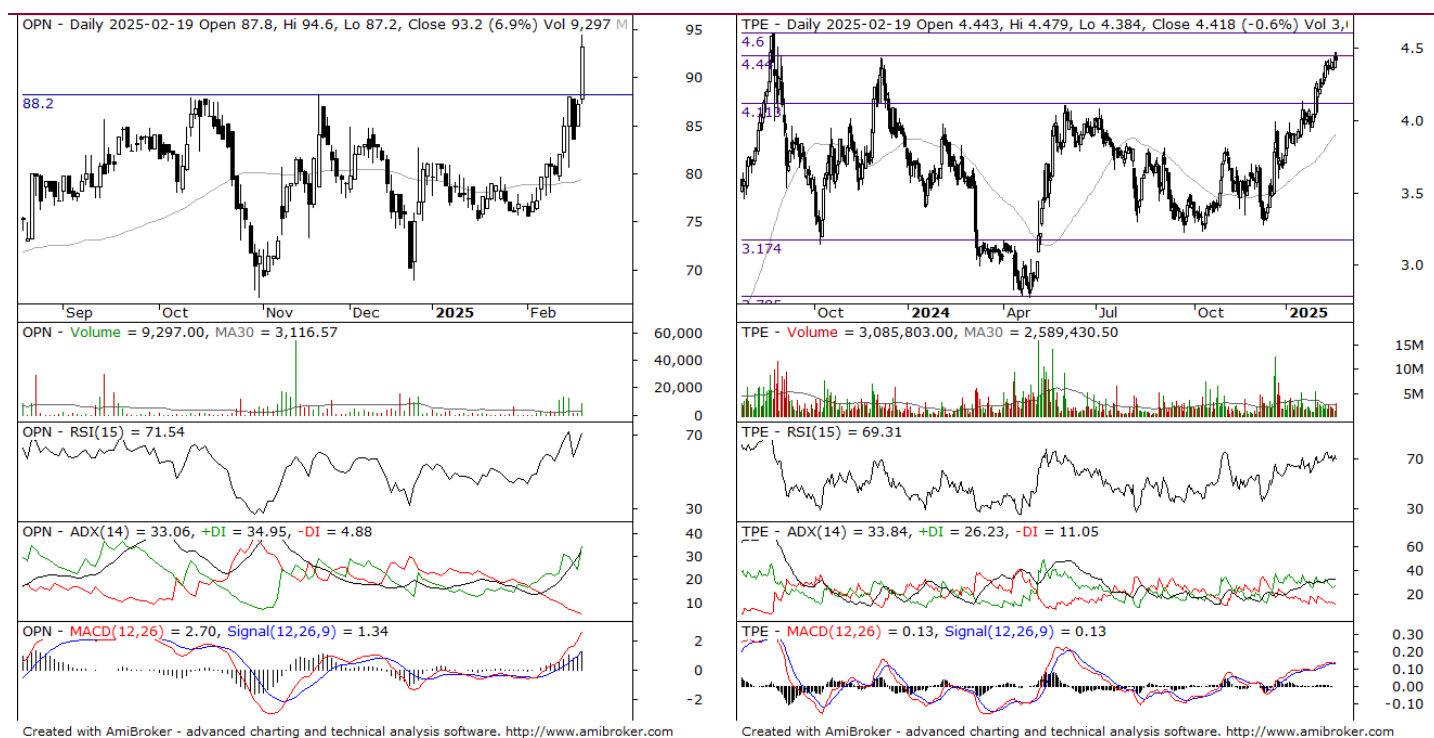 OPN - Daily 2025-02-19 Open 87.8, Hi 94.6, Lo 87.2, Close 93.2 (6.9%) Vol 9,297 M
95
90
88.2
85
80
75
70
Sep Oct Nov Dec 2025 Feb
OPN - Volume = 9,297.00, MA30 = 3,116.57
60,000
40,000
20,000
0
OPN - RSI(15) = 71.54
70
30
OPN - ADX(14) = 33.06, +DI = 34.95, -DI = 4.88
40
30
20
10
OPN - MACD(12,26) = 2.70, Signal(12,26,9) = 1.34
2
0
-2
Created with AmiBroker - advanced charting and technical analysis software. http://www.amibroker.com
TPE - Daily 2025-02-19 Open 4.443, Hi 4.479, Lo 4.384, Close 4.418 (-0.6%) Vol 3,
4.6
4.5
4.44
4.113
4.0
3.5
3.174
3.0
Oct 2024 Apr Jul Oct 2025
TPE - Volume = 3,085,803.00, MA30 = 2,589,430.50
15M
10M
5M
TPE - RSI(15) = 69.31
70
30
TPE - ADX(14) = 33.84, +DI = 26.23, -DI = 11.05
60
40
20
TPE - MACD(12,26) = 0.13, Signal(12,26,9) = 0.13
0.30
0.20
0.10
0.00
-0.10
Created with AmiBroker - advanced charting and technical analysis software. http://www.amibroker.com